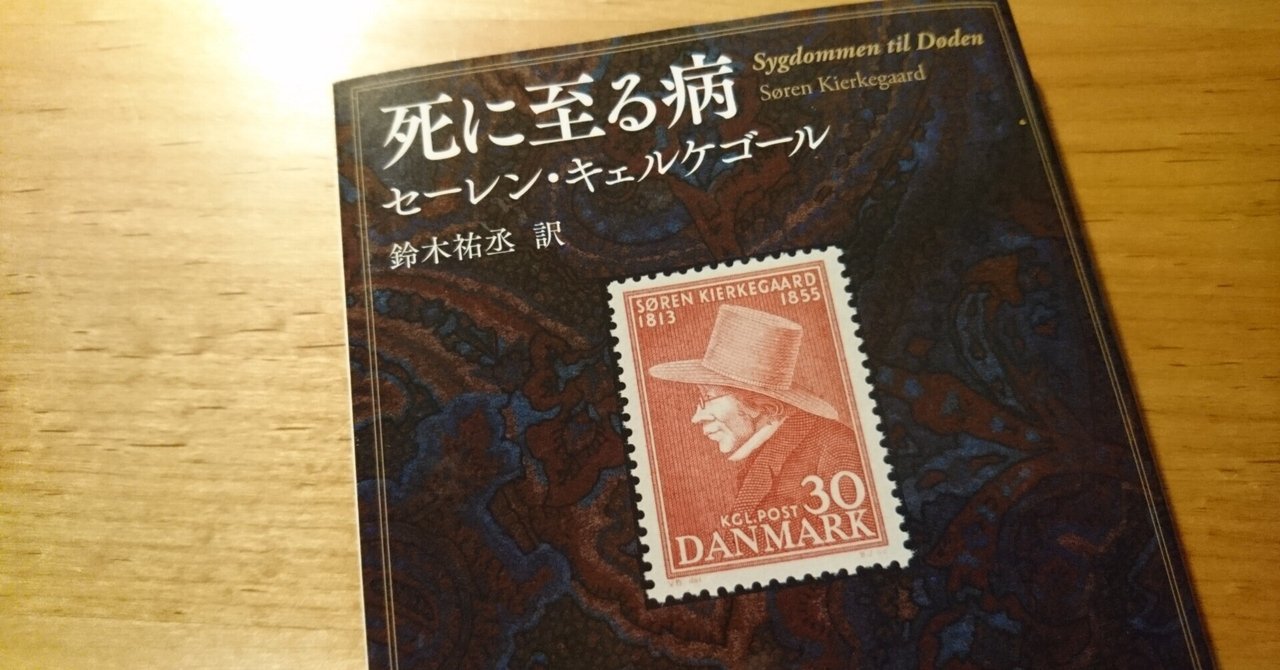 死に至る病
Sygdommen til Døden
Søren Kierkegaard
セーレン・キェルケゴール
鈴木祐丞 訳
SØREN KIERKEGAARD
1813 1855
30
KGL.POST
DANMARK